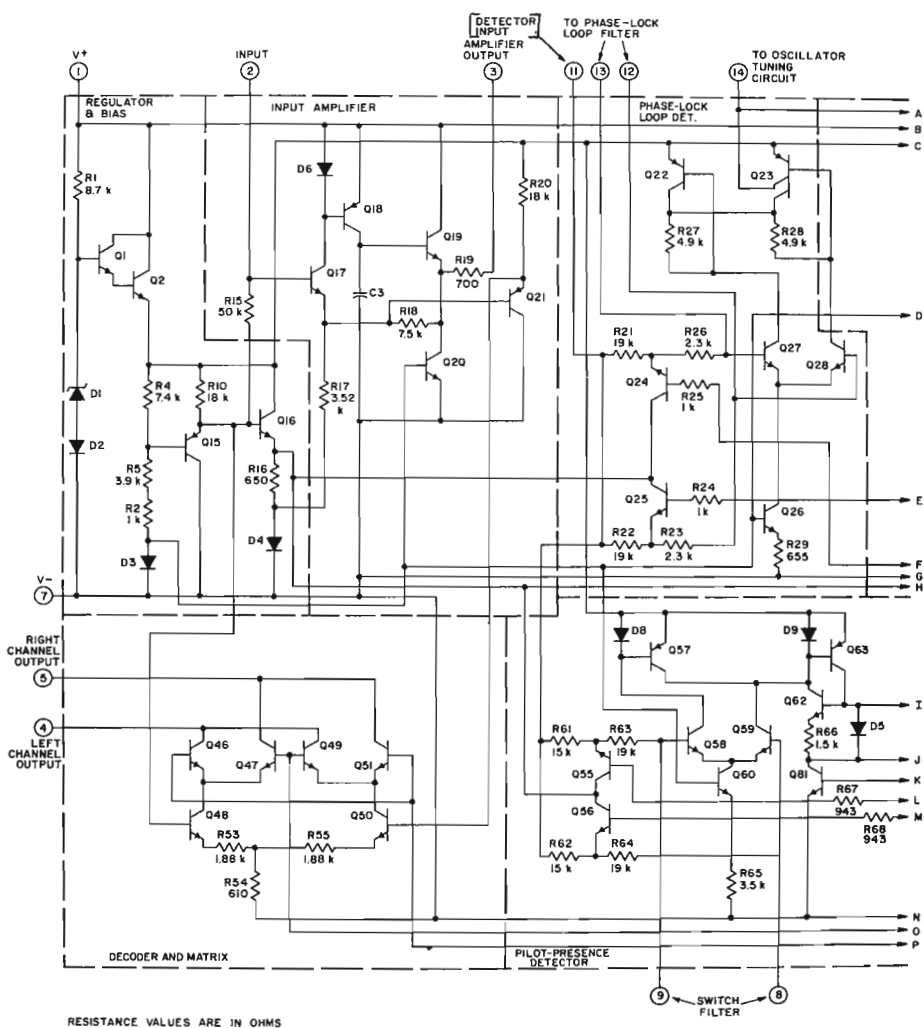 [DETECTOR INPUT] AMPLIFIER OUTPUT
TO PHASE-LOCK LOOP FILTER
V+
INPUT
TO OSCILLATOR TUNING CIRCUIT
1
2
3
11
13
12
14
REGULATOR & BIAS
INPUT AMPLIFIER
PHASE-LOCK LOOP DET.
A
B
C
D
E
F
G
H
R1 8.7 k
D6
Q18
Q1
Q2
Q17
Q19
R19 700
R20 18 k
Q21
Q22
Q23
R27 4.9 k
R28 4.9 k
R15 50 k
C3
R18 7.5 k
Q20
R21 19 k
R26 2.3 k
Q27
Q28
Q24
R25 1 k
D1
D2
R4 7.4 k
R10 18 k
Q15
Q16
R17 3.52 k
R5 3.9 k
R2 1 k
R16 650
D3
D4
Q25
R24 1 k
Q26
R22 19 k
R23 2.3 k
R29 655
V-
7
RIGHT CHANNEL OUTPUT
5
4
LEFT CHANNEL OUTPUT
Q46
Q47
Q49
Q51
Q48
Q50
R53 1.88 k
R55 1.88 k
R54 610
D8
Q57
D9
Q63
Q62
I
R61 15 k
R63 19 k
Q58
Q59
R66 1.5 k
D5
Q55
Q60
Q81
J
K
L
M
R67 943
R68 943
Q56
R62 15 k
R64 19 k
R65 3.5 k
N
O
P
DECODER AND MATRIX
PILOT-PRESENCE DETECTOR
9
SWITCH FILTER
8
RESISTANCE VALUES ARE IN OHMS